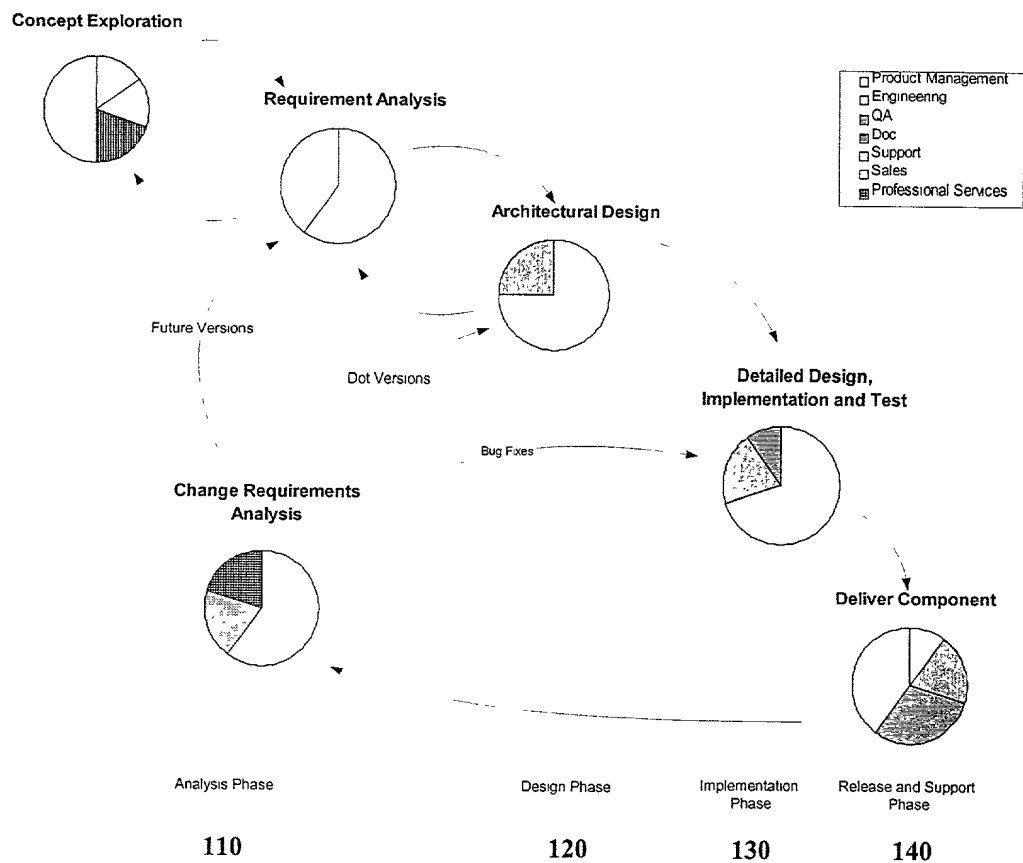 Concept Exploration
Requirement Analysis
Product Management
Engineering
QA
Doc
Support
Sales
Professional Services
Architectural Design
Future Versions
Dot Versions
Detailed Design,
Implementation and Test
Bug Fixes
Change Requirements
Analysis
Deliver Component
Analysis Phase
Design Phase
Implementation
Phase
Release and Support
Phase
110
120
130
140